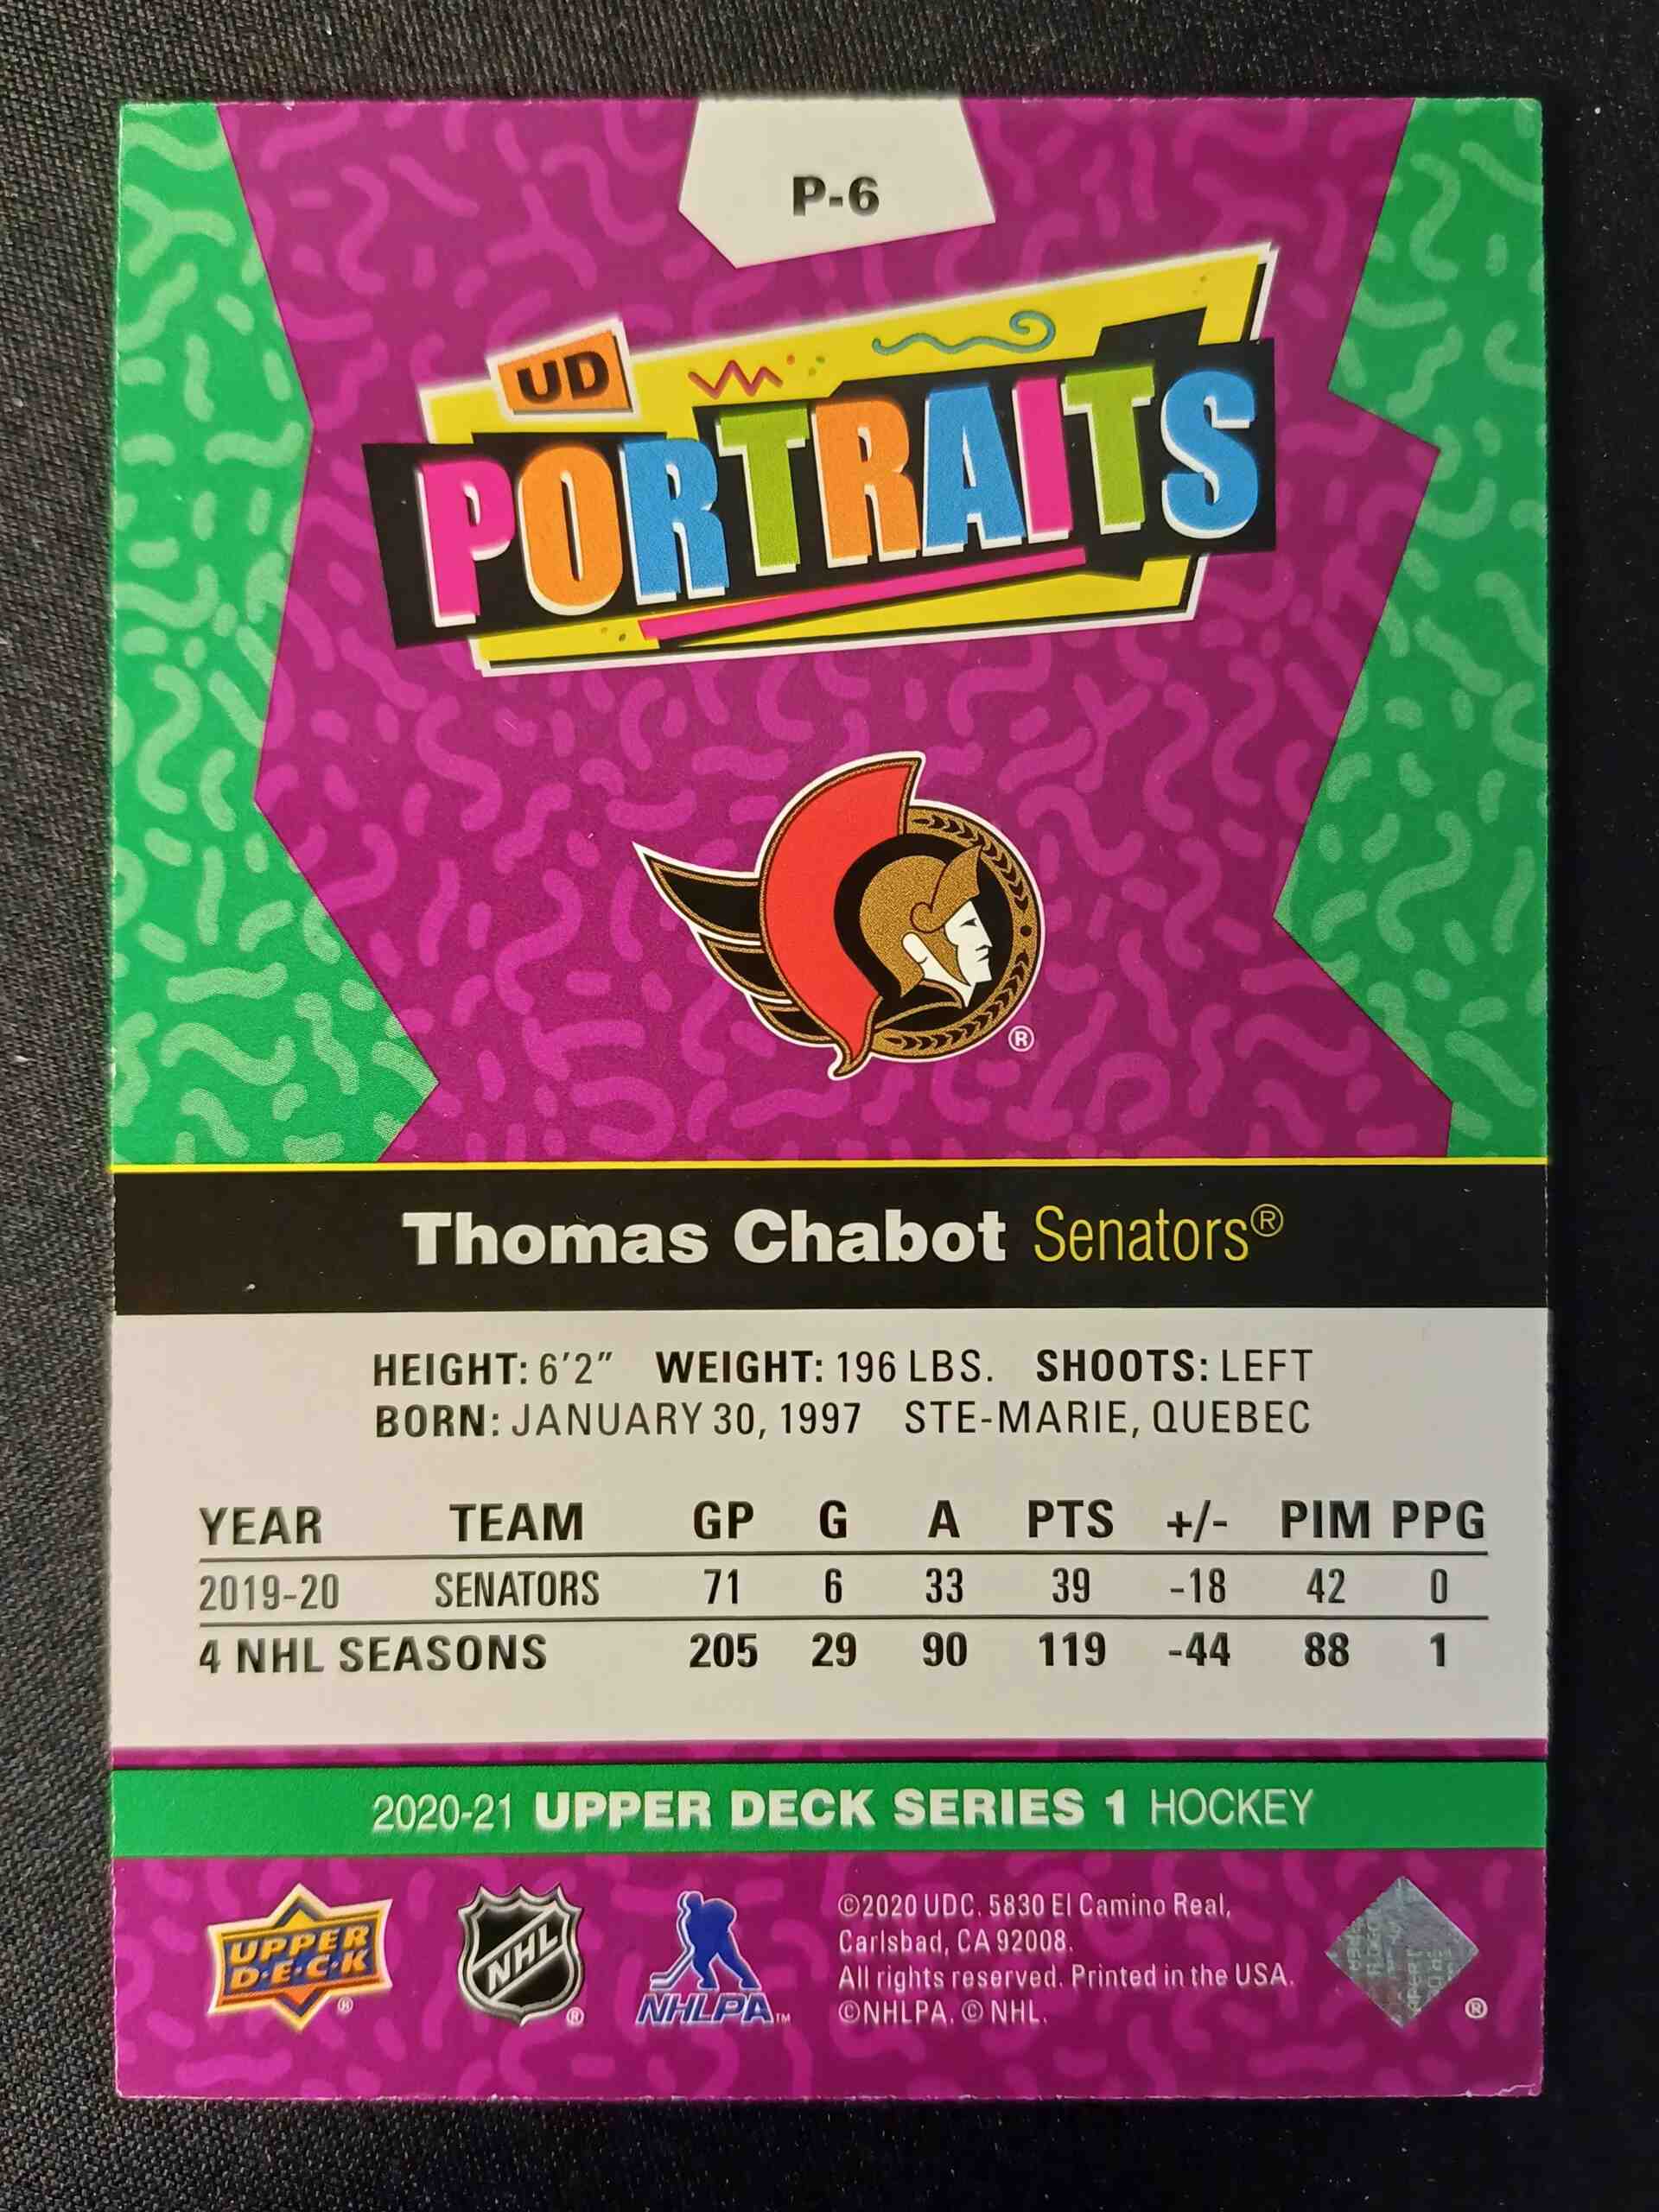 P-6
UD
PORTRAITS
®
Thomas Chabot Senators®
HEIGHT: 6'2" WEIGHT: 196 LBS. SHOOTS: LEFT
BORN: JANUARY 30, 1997 STE-MARIE, QUEBEC
YEAR TEAM GP G A PTS +/- PIM PPG
2019-20 SENATORS 71 6 33 39 -18 42 0
4 NHL SEASONS 205 29 90 119 -44 88 1
2020-21 UPPER DECK SERIES 1 HOCKEY
UPPER
D·E·C·K
®
NHL
®
NHLPA™
©2020 UDC. 5830 El Camino Real,
Carlsbad, CA 92008.
All rights reserved. Printed in the USA.
©NHLPA. © NHL.
®